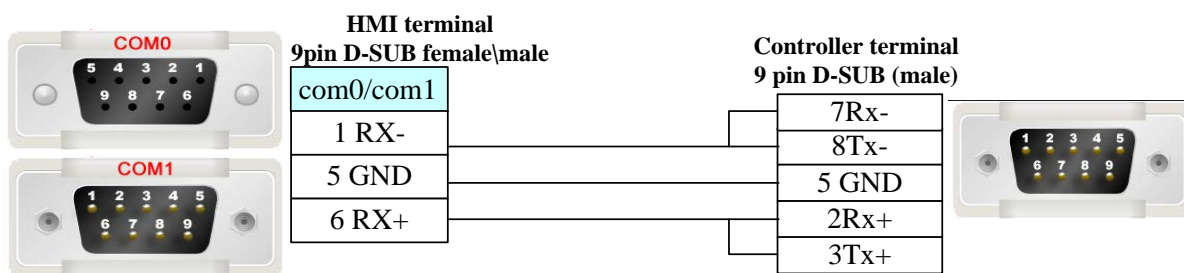 COM0
5 4 3 2 1
9 8 7 6
COM1
1 2 3 4 5
6 7 8 9
HMI terminal
9pin D-SUB female\male
com0/com1
1 RX-
5 GND
6 RX+
Controller terminal
9 pin D-SUB (male)
7Rx-
8Tx-
5 GND
2Rx+
3Tx+
1 2 3 4 5
6 7 8 9